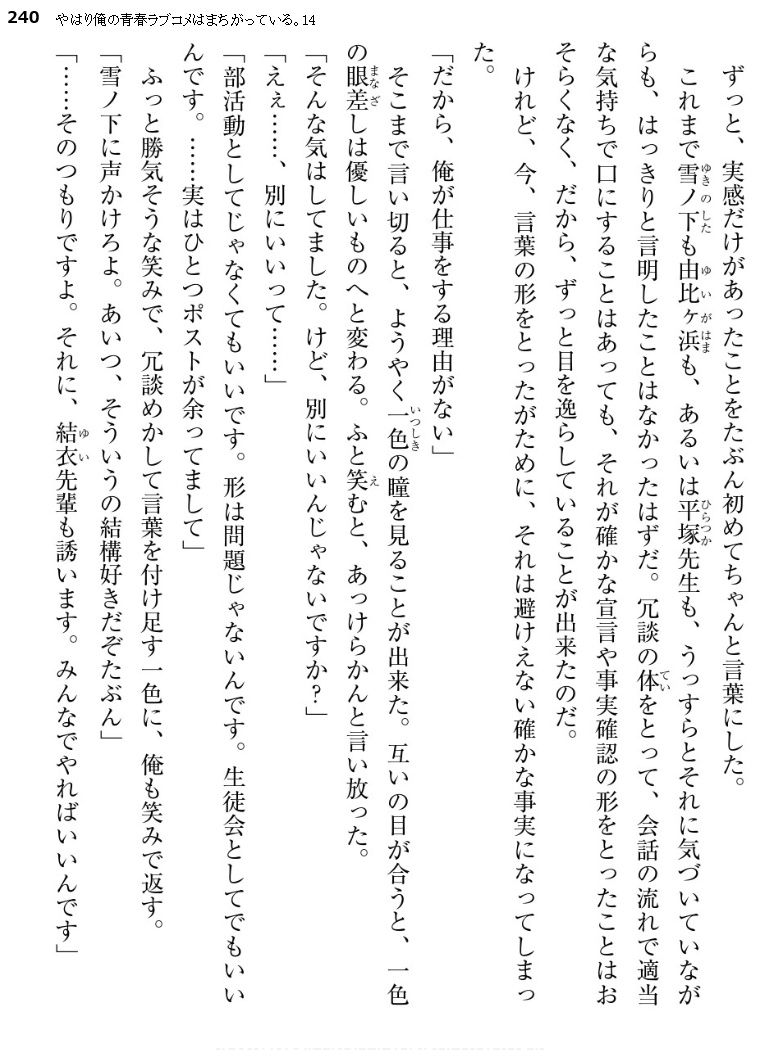 240 やはり俺の青春ラブコメはまちがっている。14
ずっと、実感だけがあったことをたぶん初めてちゃんと言葉にした。
これまで雪ノ下も由比ヶ浜も、あるいは平塚先生も、うっすらとそれに気づいていなが
らも、はっきりと言明したことはなかったはずだ。冗談の体をとって、会話の流れで適当
な気持ちで口にすることはあっても、それが確かな宣言や事実確認の形をとったことはお
そらくなく、だから、ずっと目を逸らしていることが出来たのだ。
けれど、今、言葉の形をとったがために、それは避けえない確かな事実になってしまっ
た。
「だから、俺が仕事をする理由がない」
そこまで言い切ると、ようやく一色の瞳を見ることが出来た。互いの目が合うと、一色
の眼差しは優しいものへと変わる。ふと笑むと、あっけらかんと言い放った。
「そんな気はしてました。けど、別にいいんじゃないですか？」
「えぇ……、別にいいって……」
「部活動としてじゃなくてもいいです。形は問題じゃないんです。生徒会としてでもいい
んです。……実はひとつポストが余ってまして」
ふっと勝気そうな笑みで、冗談めかして言葉を付け足す一色に、俺も笑みで返す。
「雪ノ下に声かけろよ。あいつ、そういうの結構好きだぞたぶん」
「……そのつもりですよ。それに、結衣先輩も誘います。みんなでやればいいんです」